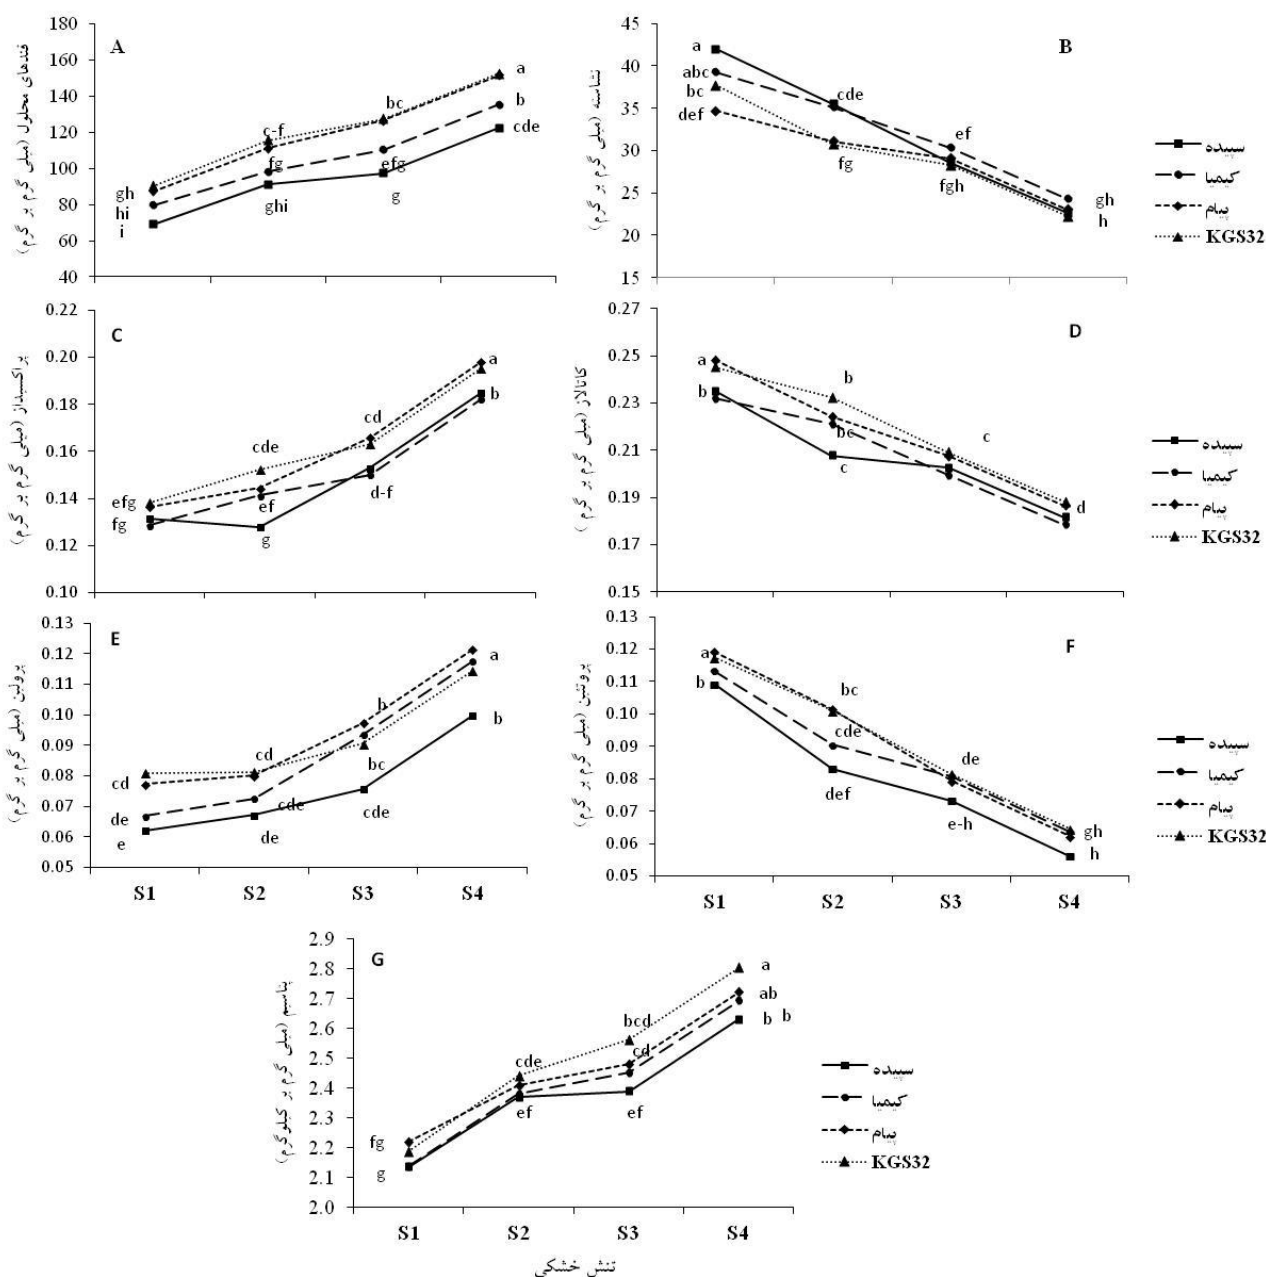 A
قندهای محلول (میلی گرم بر گرم)
180
160
140
120
100
80
60
40
gh
hi
i
c-f
fg
ghi
bc
efg
g
a
b
cde
B
نشاسته (میلی گرم بر گرم)
45
40
35
30
25
20
15
a
abc
bc
def
cde
fg
ef
fgh
gh
h
سپیده
کیمیا
پیام
KGS32
C
پراکسیداز (میلی گرم بر گرم)
0.22
0.20
0.18
0.16
0.14
0.12
0.10
efg
fg
cde
ef
g
cd
d-f
a
b
D
کاتالاز (میلی گرم بر گرم )
0.27
0.25
0.23
0.21
0.19
0.17
0.15
a
b
b
bc
c
c
d
سپیده
کیمیا
پیام
KGS32
E
پرولین (میلی گرم بر گرم)
0.13
0.12
0.11
0.10
0.09
0.08
0.07
0.06
0.05
cd
de
e
cd
cde
de
b
bc
cde
a
b
S1 S2 S3 S4
F
پروتئین (میلی گرم بر گرم)
0.13
0.12
0.11
0.10
0.09
0.08
0.07
0.06
0.05
a
b
bc
cde
def
de
e-h
gh
h
S1 S2 S3 S4
سپیده
کیمیا
پیام
KGS32
G
پتاسیم (میلی گرم بر کیلوگرم)
2.9
2.8
2.7
2.6
2.5
2.4
2.3
2.2
2.1
2.0
fg
g
cde
ef
bcd
cd
ef
a
ab
b b
S1 S2 S3 S4
تنش خشکی
سپیده
کیمیا
پیام
KGS32